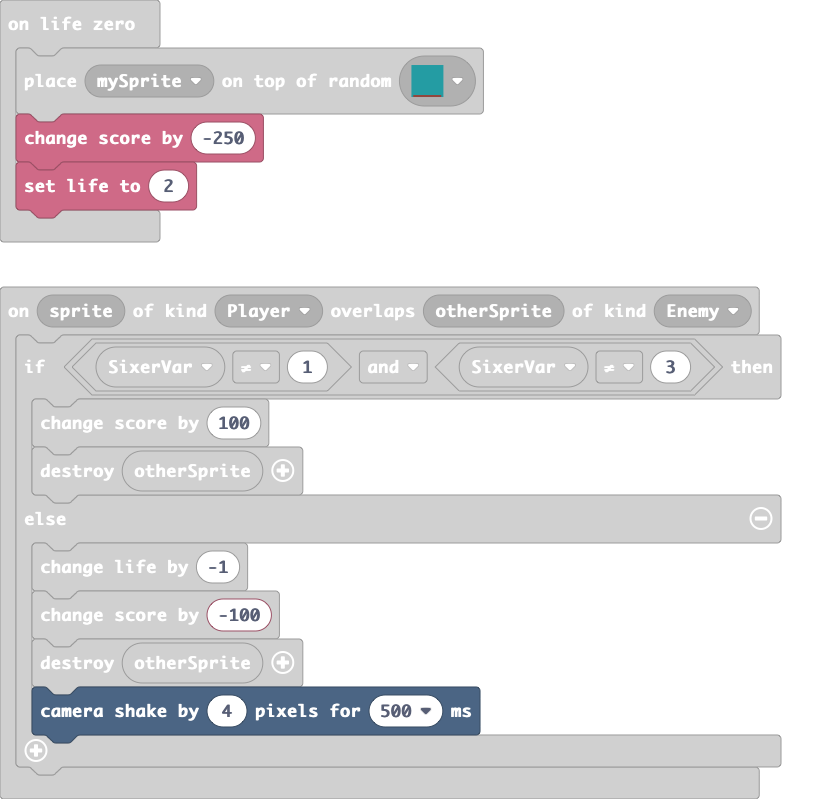 on life zero
place mySprite on top of random
change score by -250
set life to 2
on sprite of kind Player overlaps otherSprite of kind Enemy
if SixerVar ≠ 1 and SixerVar ≠ 3 then
change score by 100
destroy otherSprite
else
change life by -1
change score by -100
destroy otherSprite
camera shake by 4 pixels for 500 ms